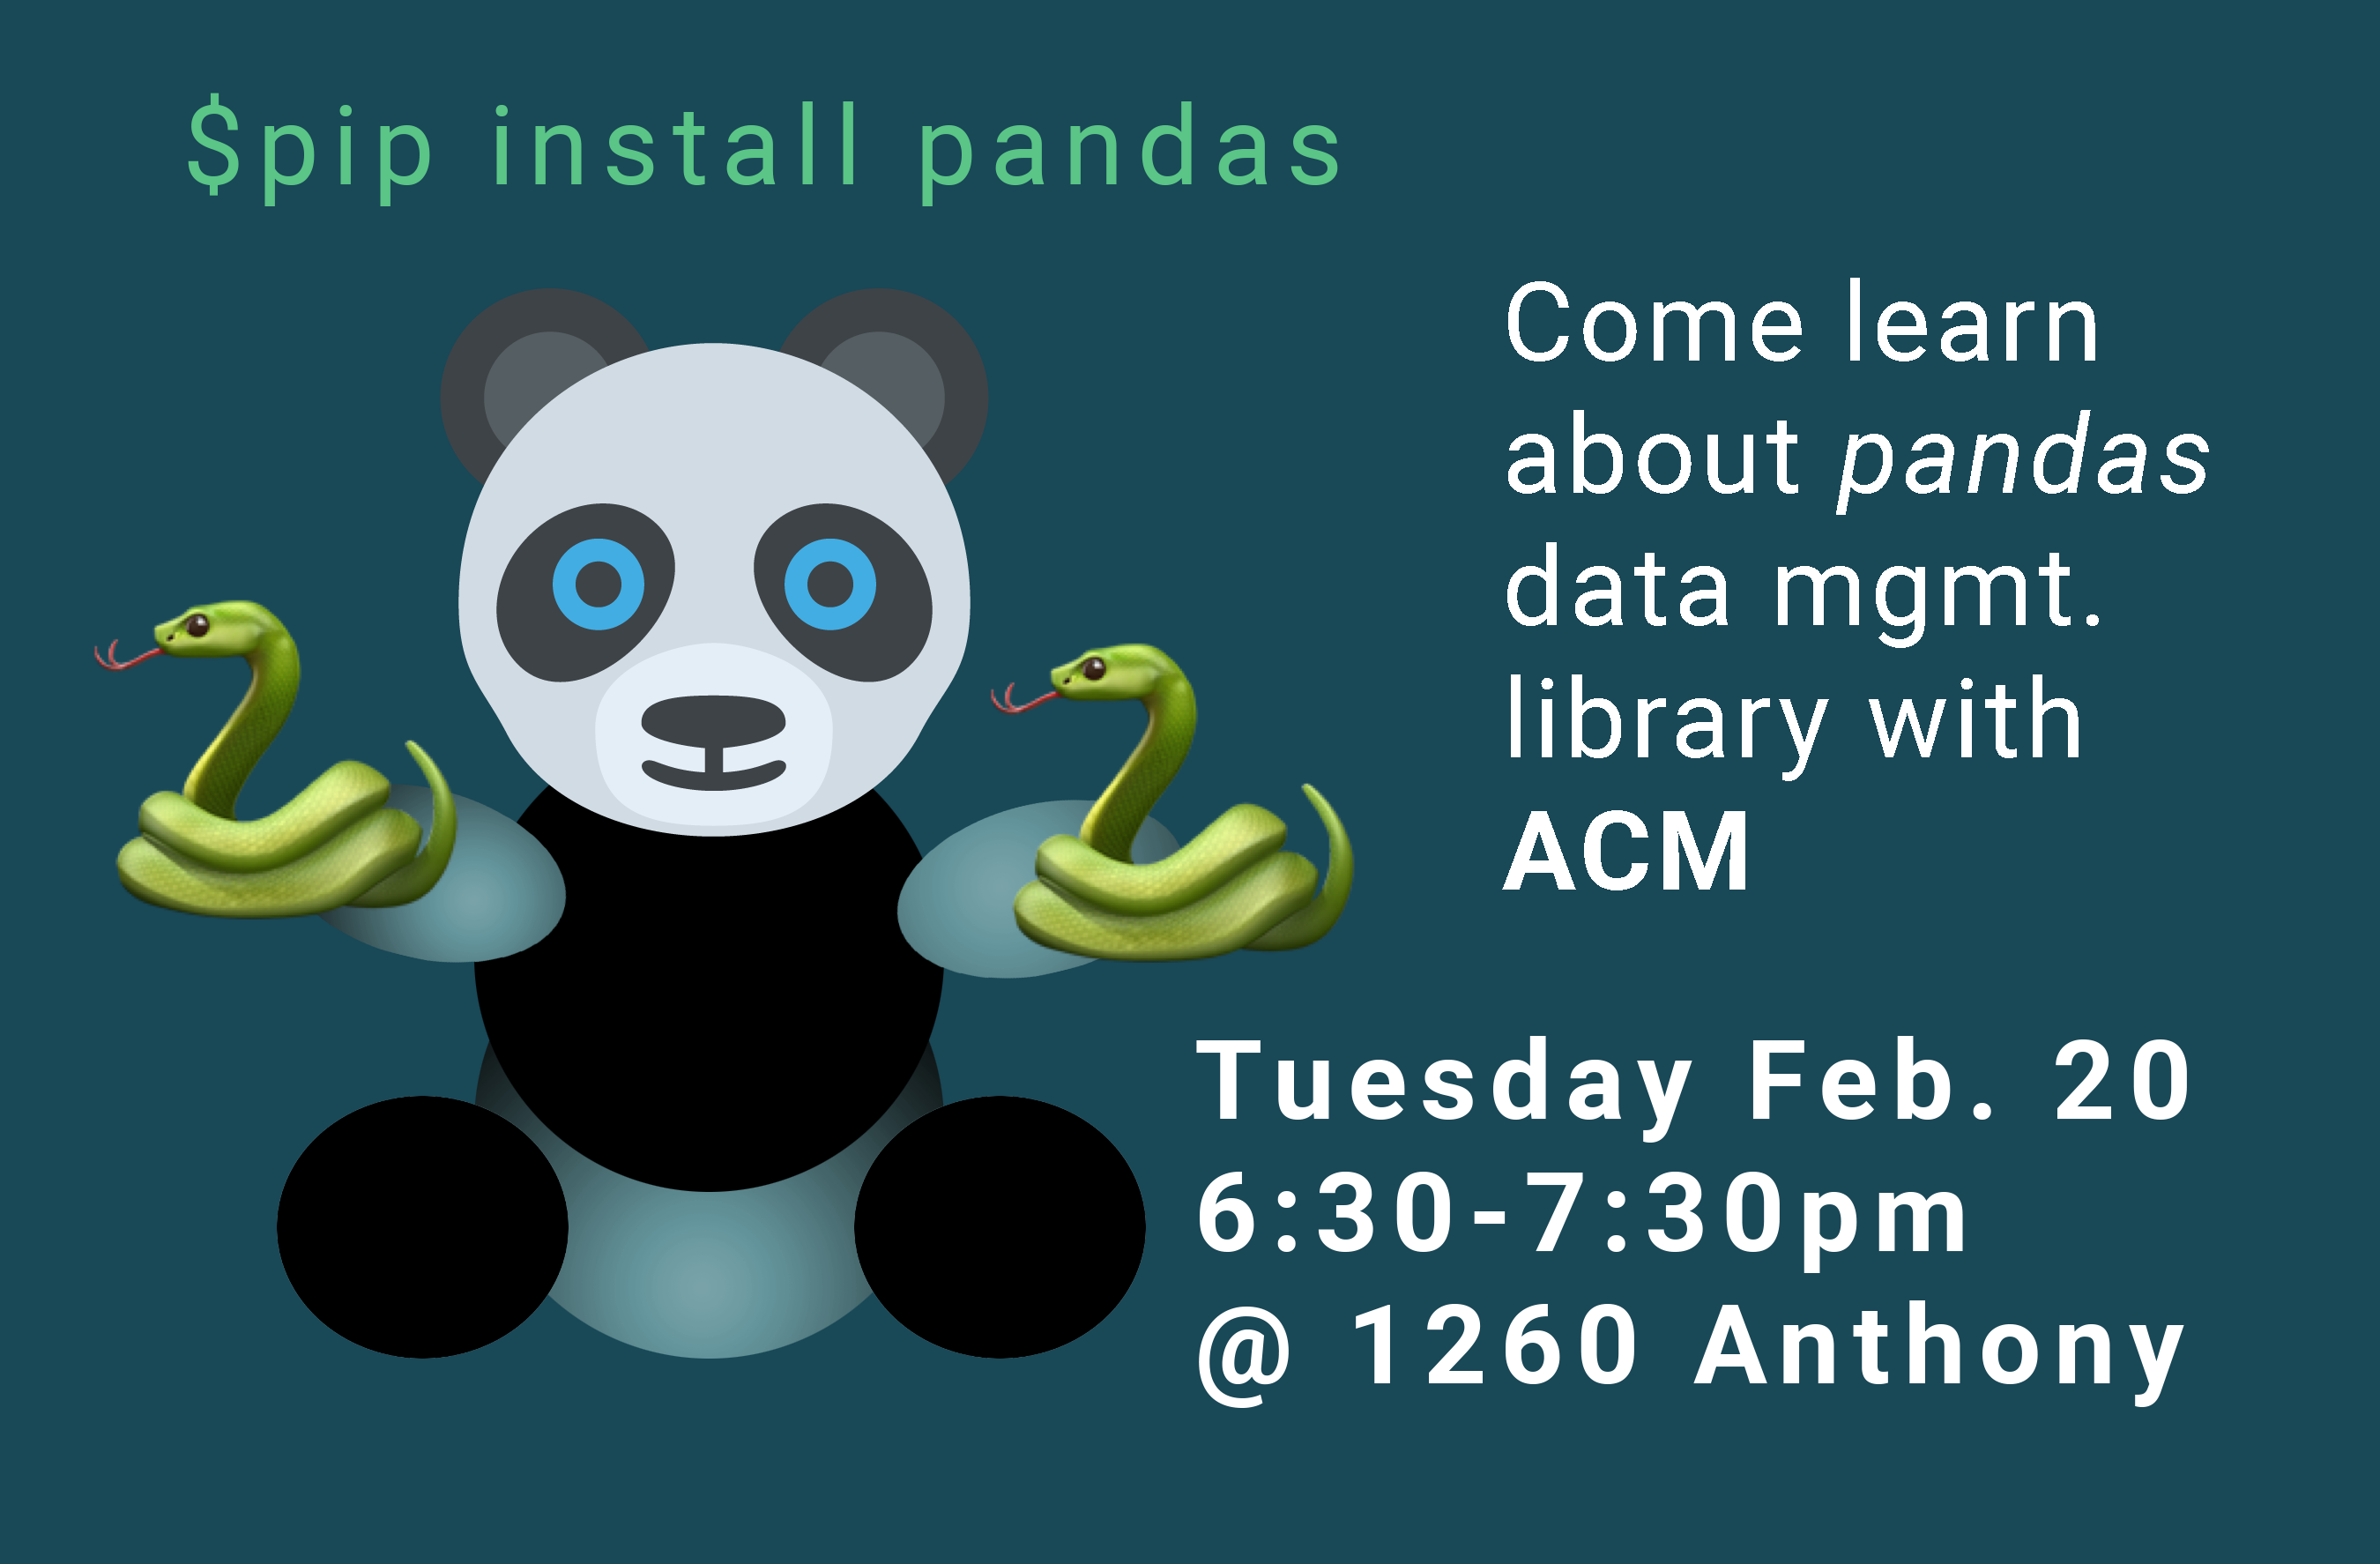 $pip install pandas
Come learn
about pandas
data mgmt.
library with
ACM
Tuesday Feb. 20
6:30-7:30pm
@ 1260 Anthony